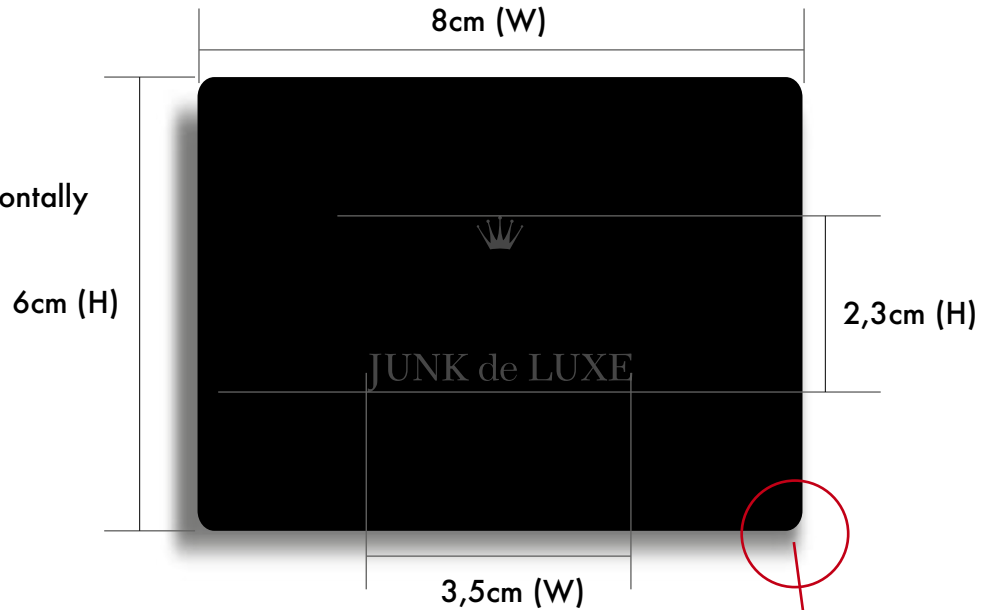 8cm (W)
ontally
6cm (H)
2,3cm (H)
JUNK de LUXE
3,5cm (W)